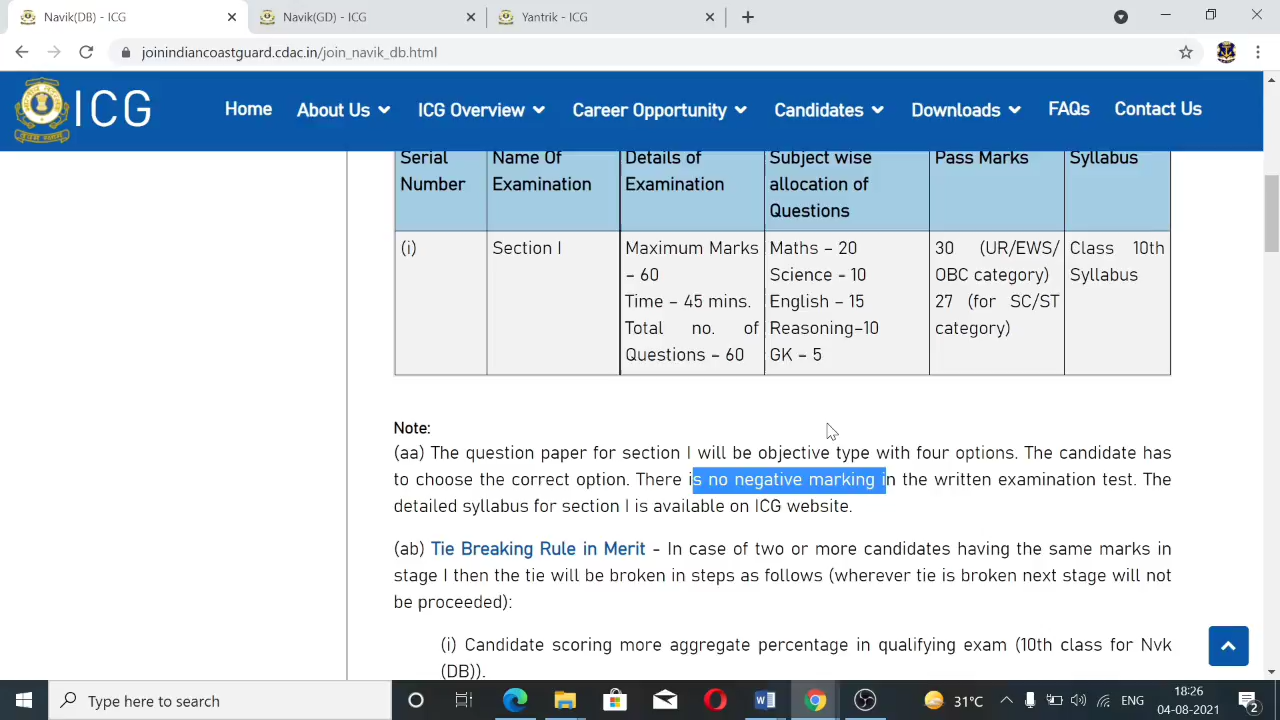 Navik(DB) - ICG
Navik(GD) - ICG
Yantrik - ICG
joinindiancoastguard.cdac.in/join_navik_db.html
ICG
Home
About Us
ICG Overview
Career Opportunity
Candidates
Downloads
FAQs
Contact Us
Serial Number
Name Of Examination
Details of Examination
Subject wise allocation of Questions
Pass Marks
Syllabus
(i)
Section I
Maximum Marks
– 60
Time – 45 mins.
Total no. of
Questions – 60
Maths – 20
Science - 10
English – 15
Reasoning–10
GK – 5
30 (UR/EWS/
OBC category)
27 (for SC/ST
category)
Class 10th
Syllabus
Note:
(aa) The question paper for section I will be objective type with four options. The candidate has
to choose the correct option. There is no negative marking in the written examination test. The
detailed syllabus for section I is available on ICG website.
(ab) Tie Breaking Rule in Merit - In case of two or more candidates having the same marks in
stage I then the tie will be broken in steps as follows (wherever tie is broken next stage will not
be proceeded):
(i) Candidate scoring more aggregate percentage in qualifying exam (10th class for Nvk
(DB)).
Type here to search
31°C
ENG
18:26
04-08-2021
2